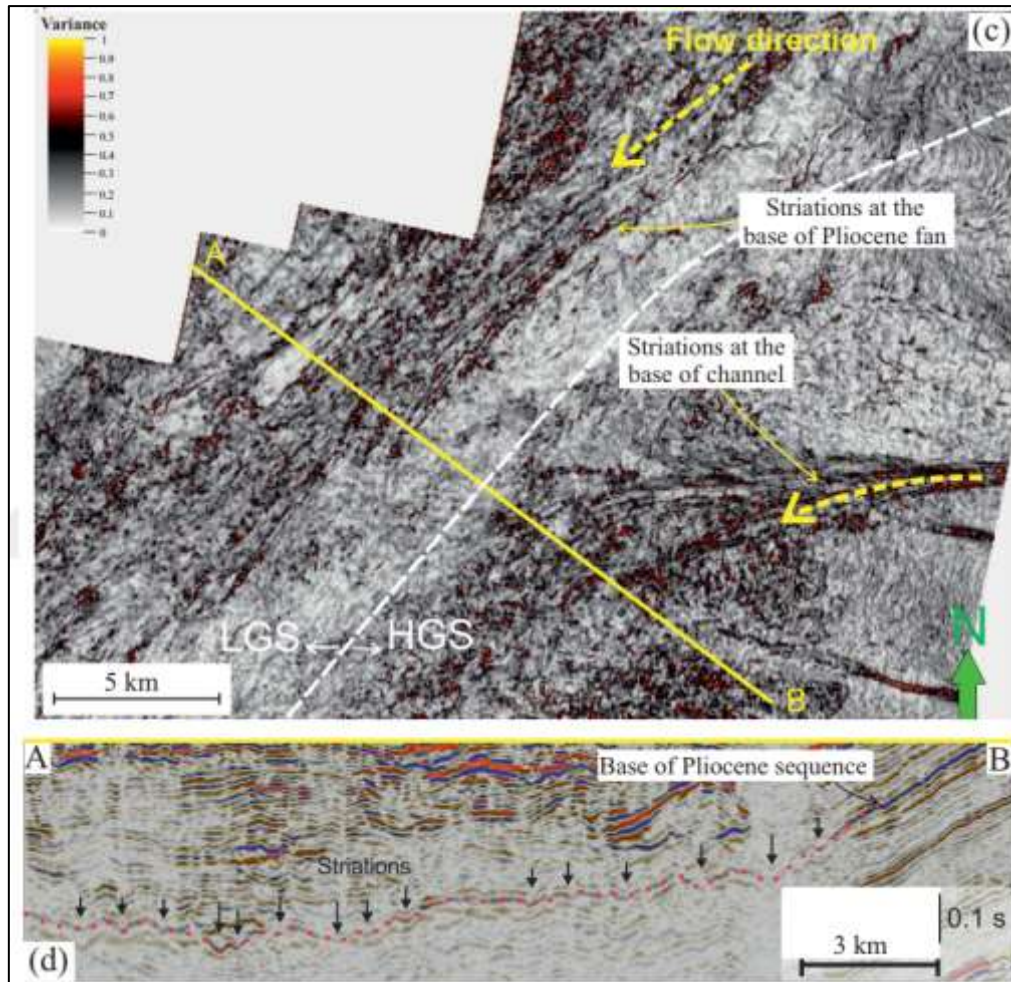 (c)
Variance
1
0.9
0.8
0.7
0.6
0.5
0.4
0.3
0.2
0.1
0
Flow direction
Striations at the
base of Pliocene fan
A
Striations at the
base of channel
LGS HGS
N
5 km
B
A
Base of Pliocene sequence
B
Striations
0.1 s
3 km
(d)